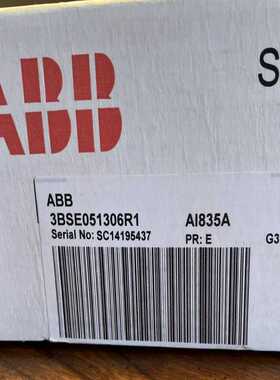 ABB
S
ABB
3BSE051306R1 AI835A
Serial No: SC14195437 PR: E G3